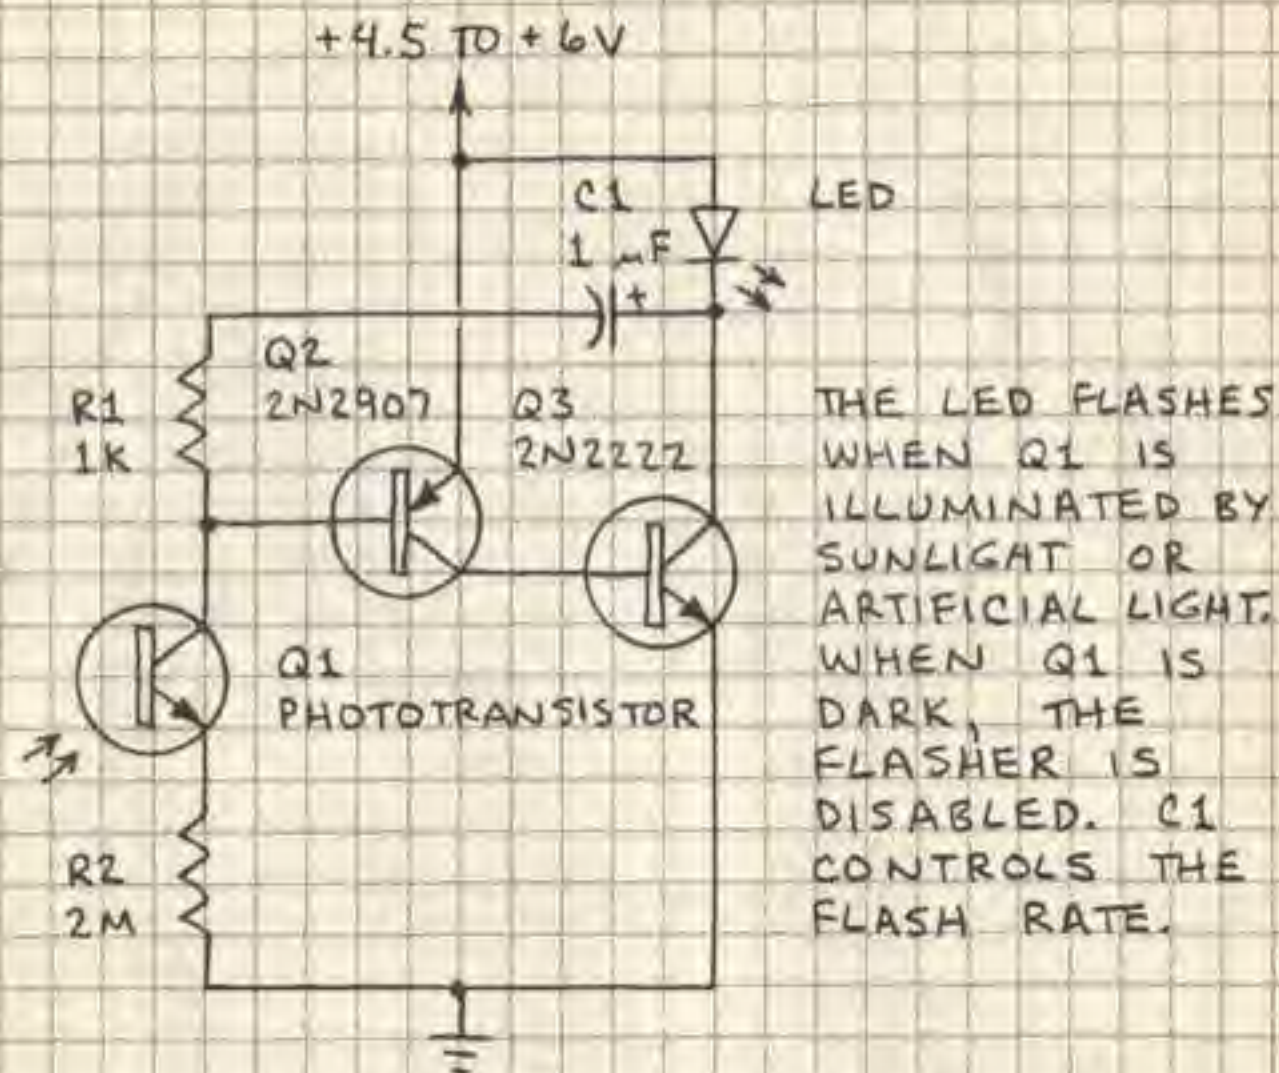 +4.5 TO +6V
C1
1 µF
+
LED
Q2
2N2907
R1
1K
Q3
2N2222
THE LED FLASHES
WHEN Q1 IS
ILLUMINATED BY
SUNLIGHT OR
ARTIFICIAL LIGHT.
WHEN Q1 IS
DARK, THE
FLASHER IS
DISABLED. C1
CONTROLS THE
FLASH RATE.
Q1
PHOTOTRANSISTOR
R2
2M